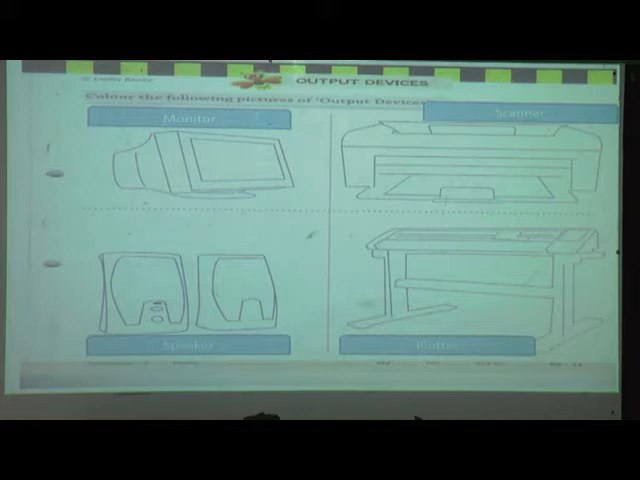 OUTPUT DEVICES
Colour the following pictures of 'Output Devices
Monitor
Scanner
Speaker
Plotter